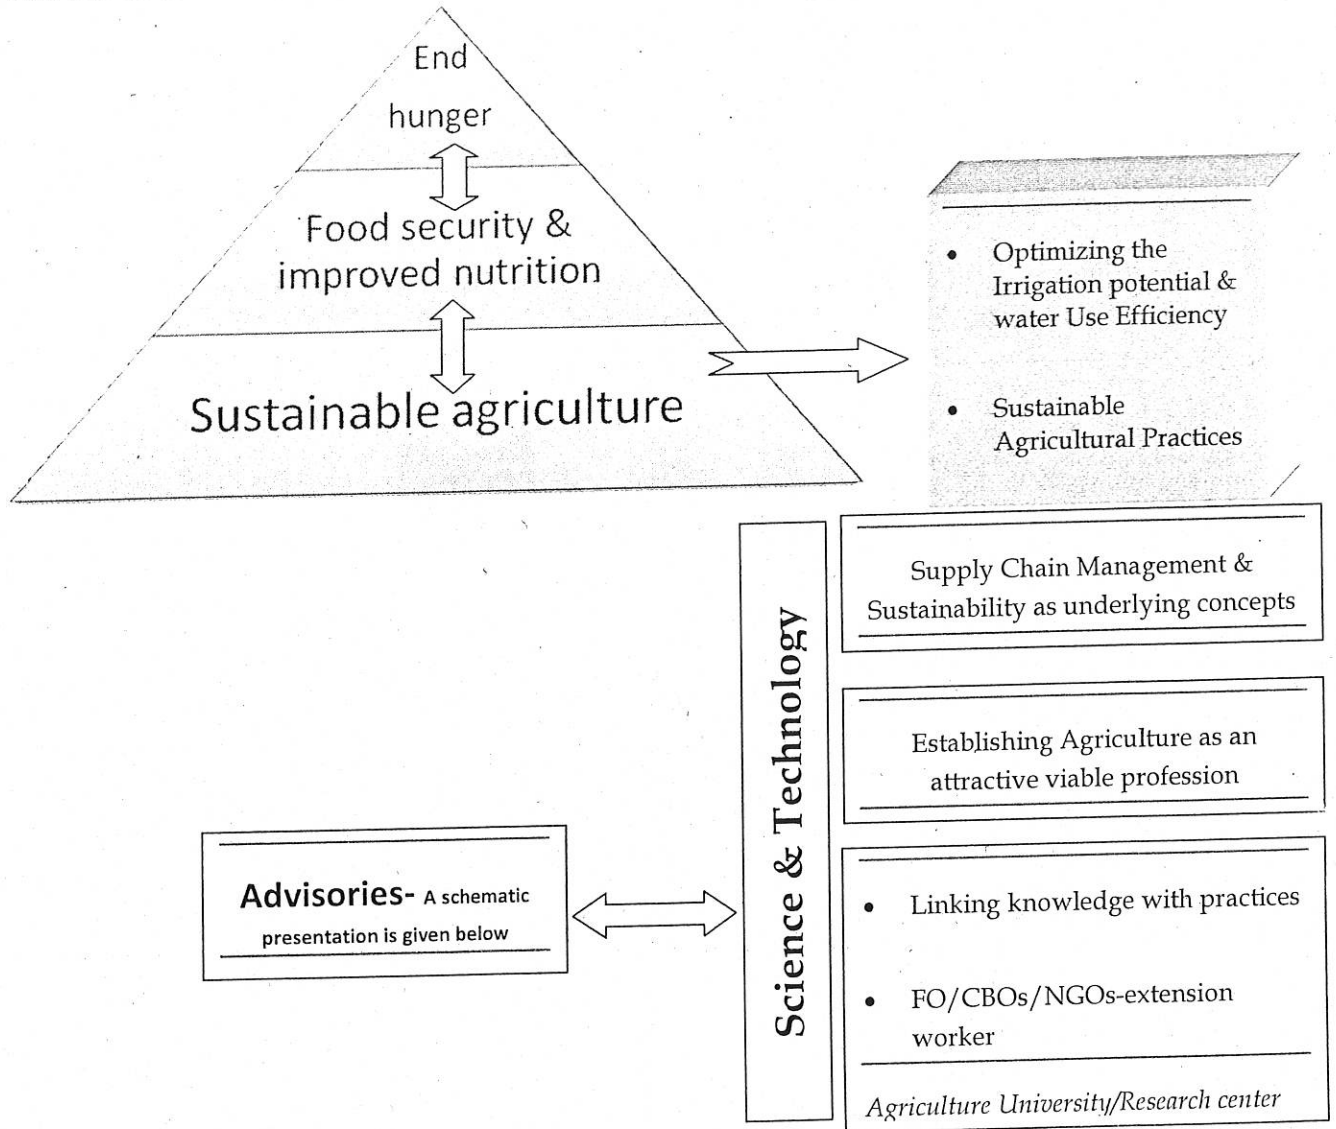 End
hunger
Food security &
improved nutrition
Sustainable agriculture
• Optimizing the
Irrigation potential &
water Use Efficiency
• Sustainable
Agricultural Practices
Science & Technology
Supply Chain Management &
Sustainability as underlying concepts
Establishing Agriculture as an
attractive viable profession
Advisories- A schematic
presentation is given below
• Linking knowledge with practices
• FO/CBOs/NGOs-extension
worker
Agriculture University/Research center